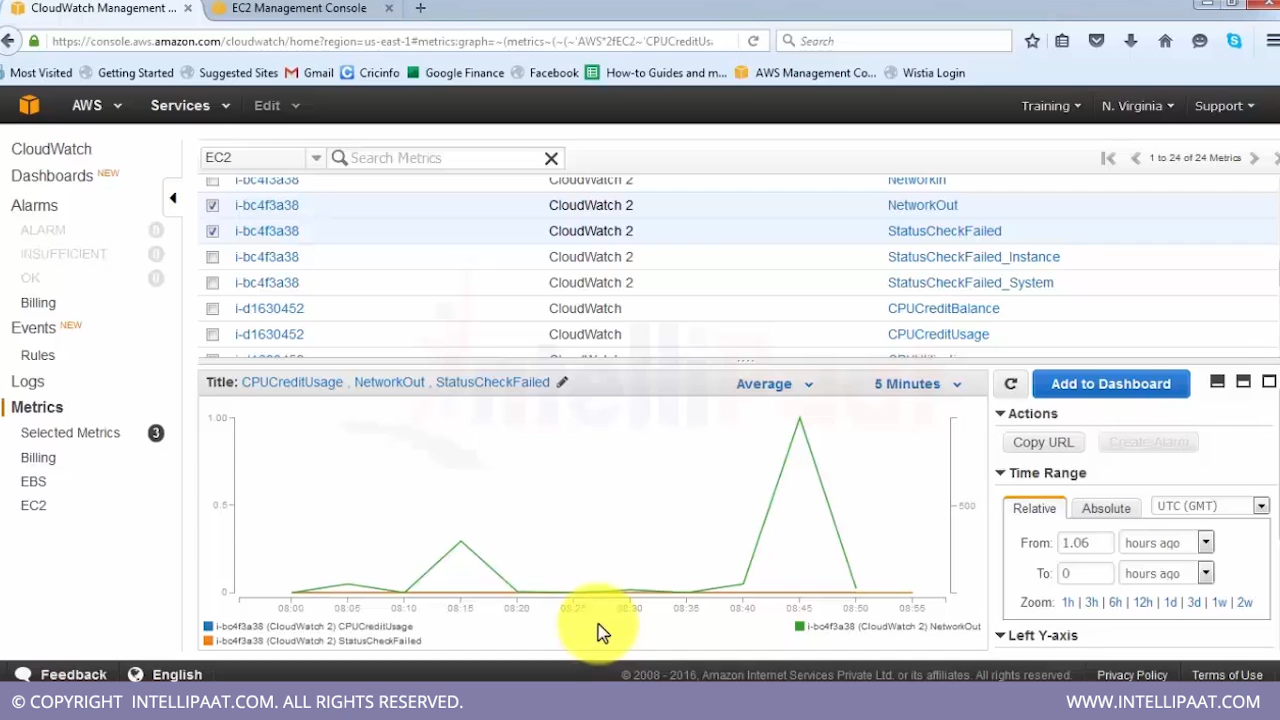 CloudWatch Management ...
EC2 Management Console
https://console.aws.amazon.com/cloudwatch/home?region=us-east-1#metrics:graph=~(metrics~(~(~'AWS*2fEC2~'CPUCreditUs
Search
Most Visited Getting Started Suggested Sites Gmail Cricinfo Google Finance Facebook How-to Guides and m... AWS Management Co... Wistia Login
AWS Services Edit Training N. Virginia Support
CloudWatch
Dashboards NEW
Alarms
ALARM 0
INSUFFICIENT 0
OK 0
Billing
Events NEW
Rules
Logs
Metrics
Selected Metrics 3
Billing
EBS
EC2
EC2 Search Metrics 1 to 24 of 24 Metrics
i-bc4f3a38 CloudWatch 2 NetworkIn
i-bc4f3a38 CloudWatch 2 NetworkOut
i-bc4f3a38 CloudWatch 2 StatusCheckFailed
i-bc4f3a38 CloudWatch 2 StatusCheckFailed_Instance
i-bc4f3a38 CloudWatch 2 StatusCheckFailed_System
i-d1630452 CloudWatch CPUCreditBalance
i-d1630452 CloudWatch CPUCreditUsage
Title: CPUCreditUsage , NetworkOut , StatusCheckFailed Average 5 Minutes
1.00
0.5
0
500
08:00 08:05 08:10 08:15 08:20 08:25 08:30 08:35 08:40 08:45 08:50 08:55
i-bc4f3a38 (CloudWatch 2) CPUCreditUsage
i-bc4f3a38 (CloudWatch 2) StatusCheckFailed
i-bc4f3a38 (CloudWatch 2) NetworkOut
Add to Dashboard
Actions
Copy URL Create Alarm
Time Range
Relative Absolute UTC (GMT)
From: 1.06 hours ago
To: 0 hours ago
Zoom: 1h 3h 6h 12h 1d 3d 1w 2w
Left Y-axis
Feedback English © 2008 - 2016, Amazon Internet Services Private Ltd. or its affiliates. All rights reserved. Privacy Policy Terms of Use
© COPYRIGHT INTELLIPAAT.COM. ALL RIGHTS RESERVED. WWW.INTELLIPAAT.COM